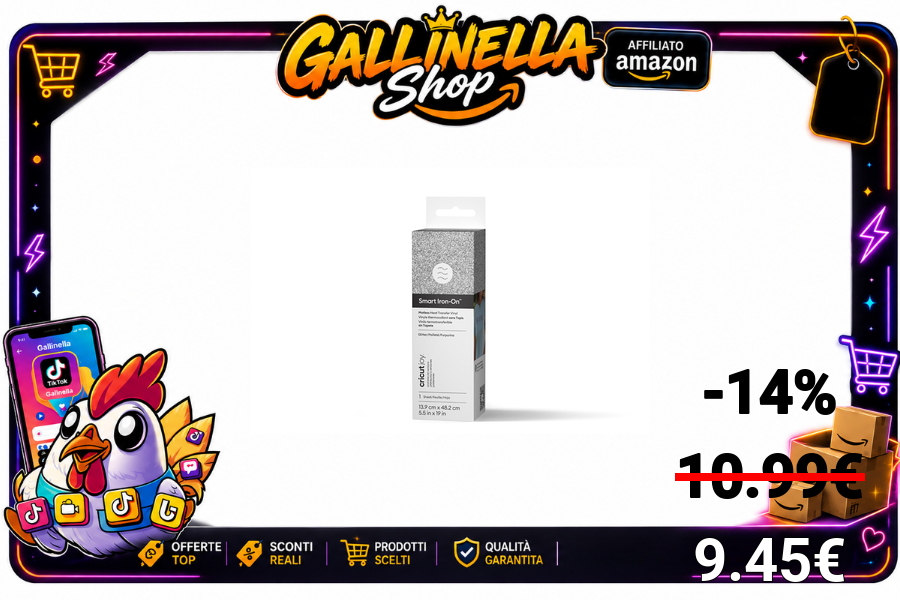 GALLINELLA
Shop
AFFILIATO
amazon
Gallinella
TikTok
Gallinella
Smart Iron-On™
cricut joy
13.9 cm x 48.2 cm
5.5 in x 19 in
-14%
10.99€
9.45€
OFFERTE
TOP
SCONTI
REALI
PRODOTTI
SCELTI
QUALITÀ
GARANTITA